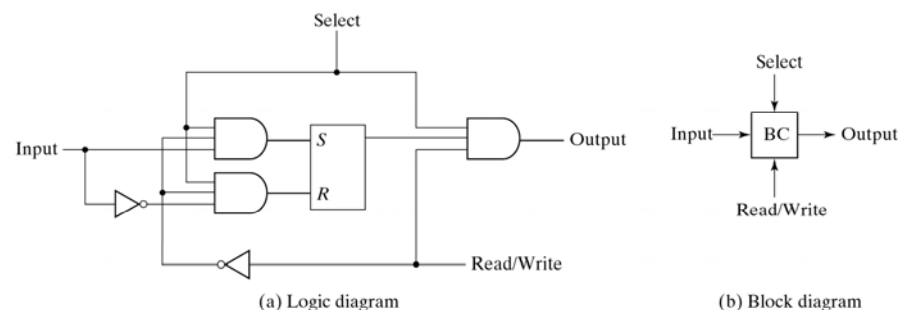 Select
Input
S
R
Output
Read/Write
(a) Logic diagram
Select
Input
BC
Output
Read/Write
(b) Block diagram